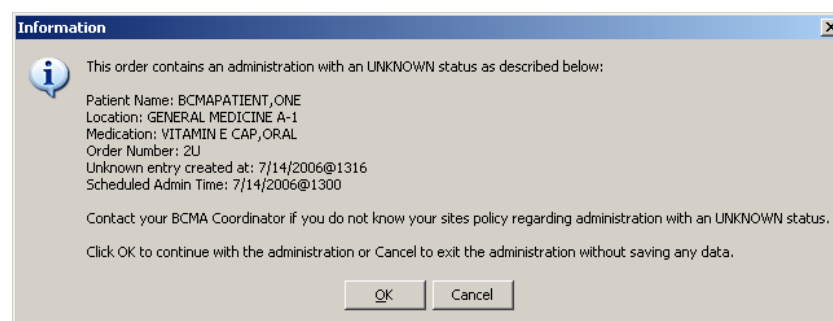 Information
This order contains an administration with an UNKNOWN status as described below:
Patient Name: BCMAPATIENT,ONE
Location: GENERAL MEDICINE A-1
Medication: VITAMIN E CAP,ORAL
Order Number: 2U
Unknown entry created at: 7/14/2006@1316
Scheduled Admin Time: 7/14/2006@1300
Contact your BCMA Coordinator if you do not know your sites policy regarding administration with an UNKNOWN status.
Click OK to continue with the administration or Cancel to exit the administration without saving any data.
OK Cancel